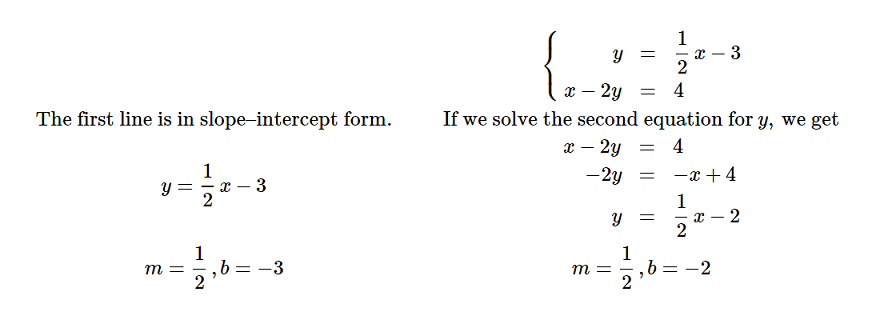 y = 1/2 x − 3
x − 2y = 4
The first line is in slope–intercept form.
If we solve the second equation for y, we get
x − 2y = 4
−2y = −x + 4
y = 1/2 x − 3
y = 1/2 x − 2
m = 1/2 , b = −3
m = 1/2 , b = −2